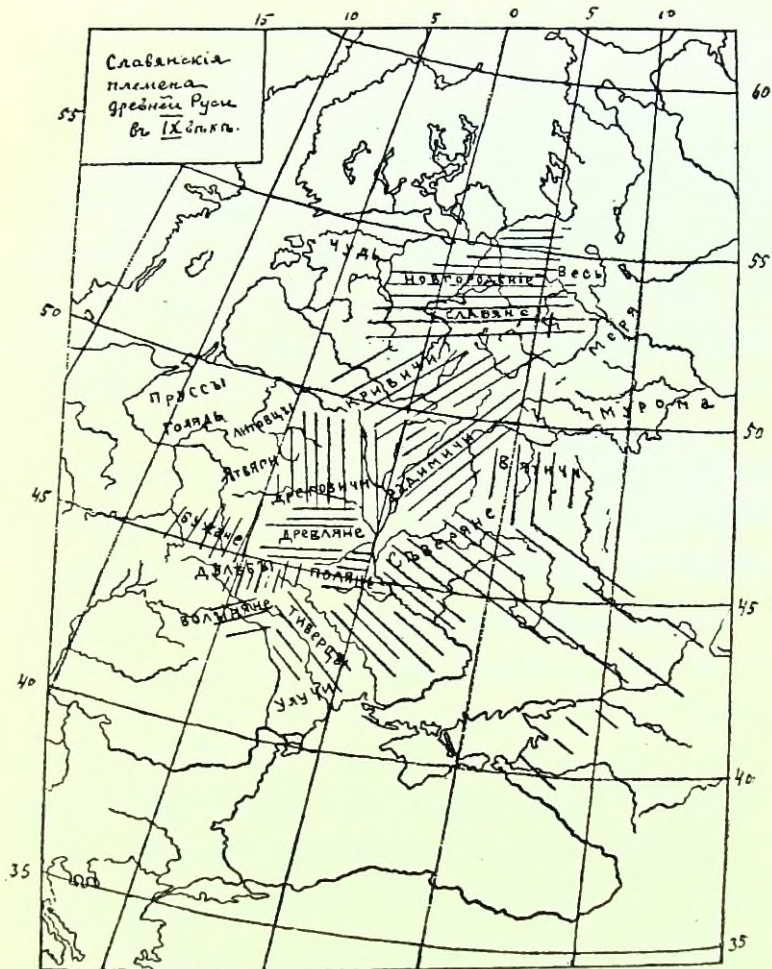 15 10 5 0 5 10
Славянскія
племена
древней Руси
въ IX вѣкѣ.
60
55
55
50
50
45
45
40
40
35
35
Чудь
Новгородскіе
Весь
Славяне
Меря
Кривичи
Мурома
Пруссы
Голядь
Литовцы
Ятвяги
Дреговичи
Радимичи
Вятичи
Бужане
Древляне
Сѣверяне
Дулѣбы
Поляне
Волыняне
Тиверцы
Улучи